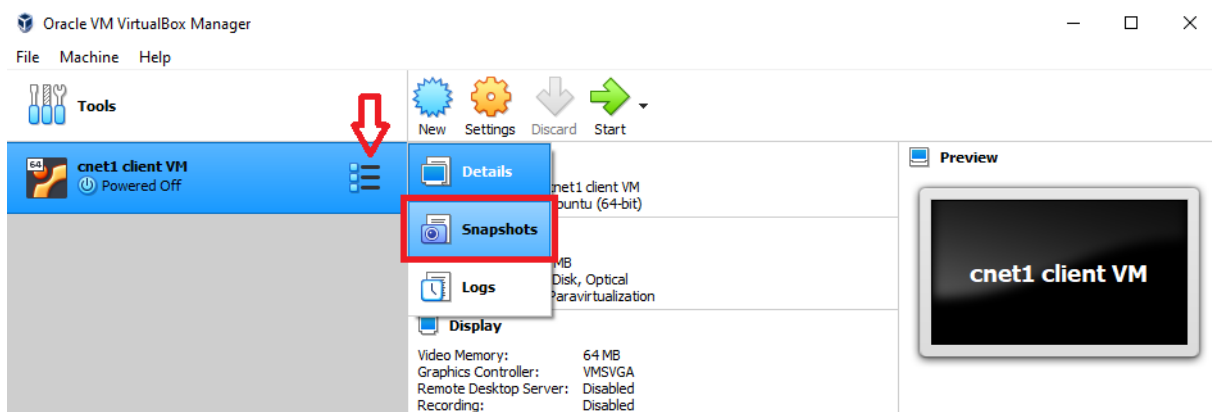 Oracle VM VirtualBox Manager
File Machine Help
Tools
New Settings Discard Start
64
cnet1 client VM
Powered Off
Details
Snapshots
Logs
cnet1 client VM
(64-bit)
MB
Disk, Optical
Paravirtualization
Display
Video Memory: 64 MB
Graphics Controller: VMSVGA
Remote Desktop Server: Disabled
Recording: Disabled
Preview
cnet1 client VM